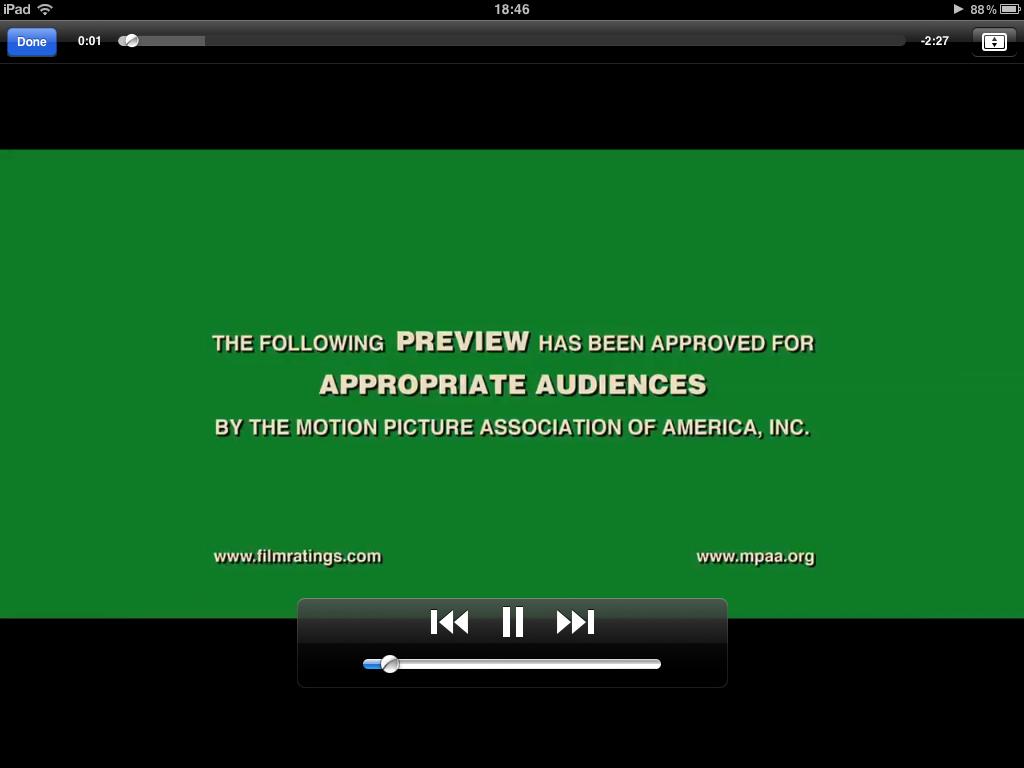 iPad 18:46 88%
Done 0:01 -2:27
THE FOLLOWING PREVIEW HAS BEEN APPROVED FOR
APPROPRIATE AUDIENCES
BY THE MOTION PICTURE ASSOCIATION OF AMERICA, INC.
www.filmratings.com www.mpaa.org